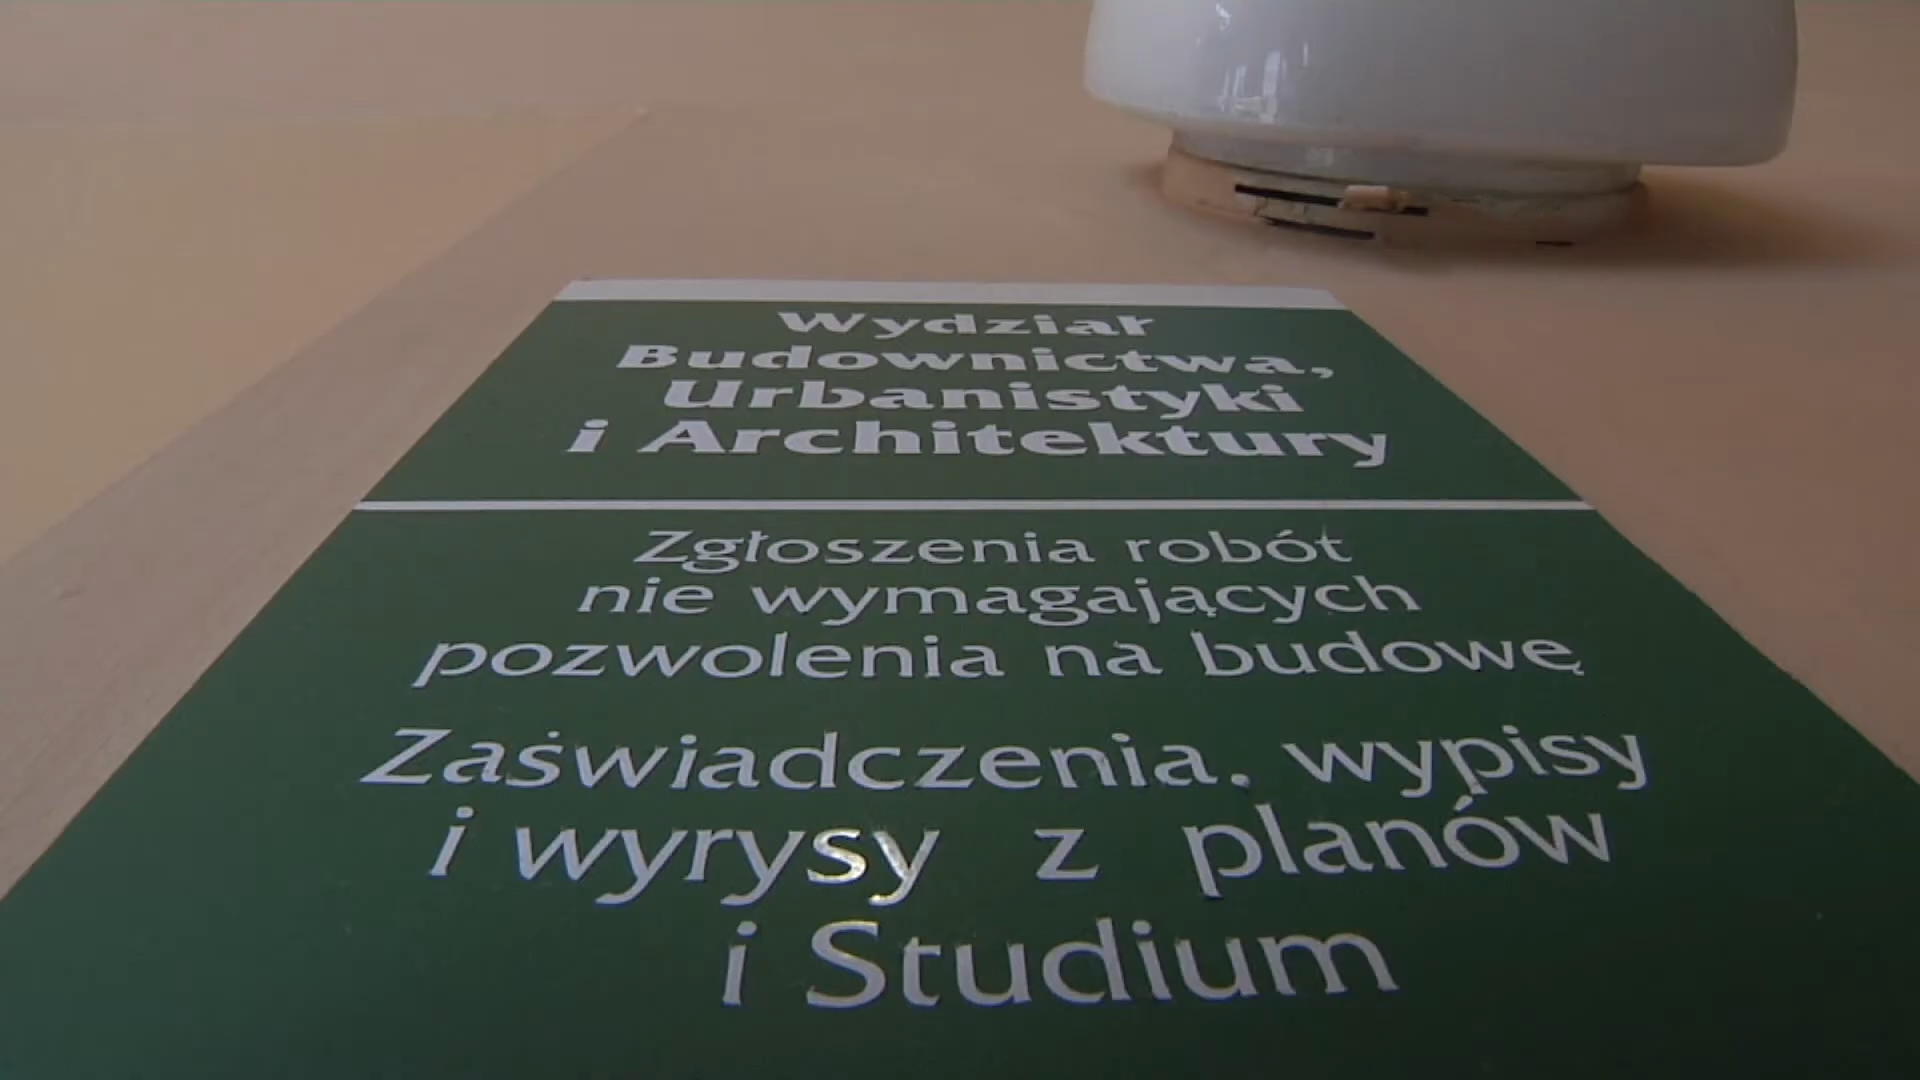 Wydział
Budownictwa,
Urbanistyki
i Architektury
Zgłoszenia robót
nie wymagających
pozwolenia na budowę
Zaświadczenia, wypisy
i wyrysy z planów
i Studium